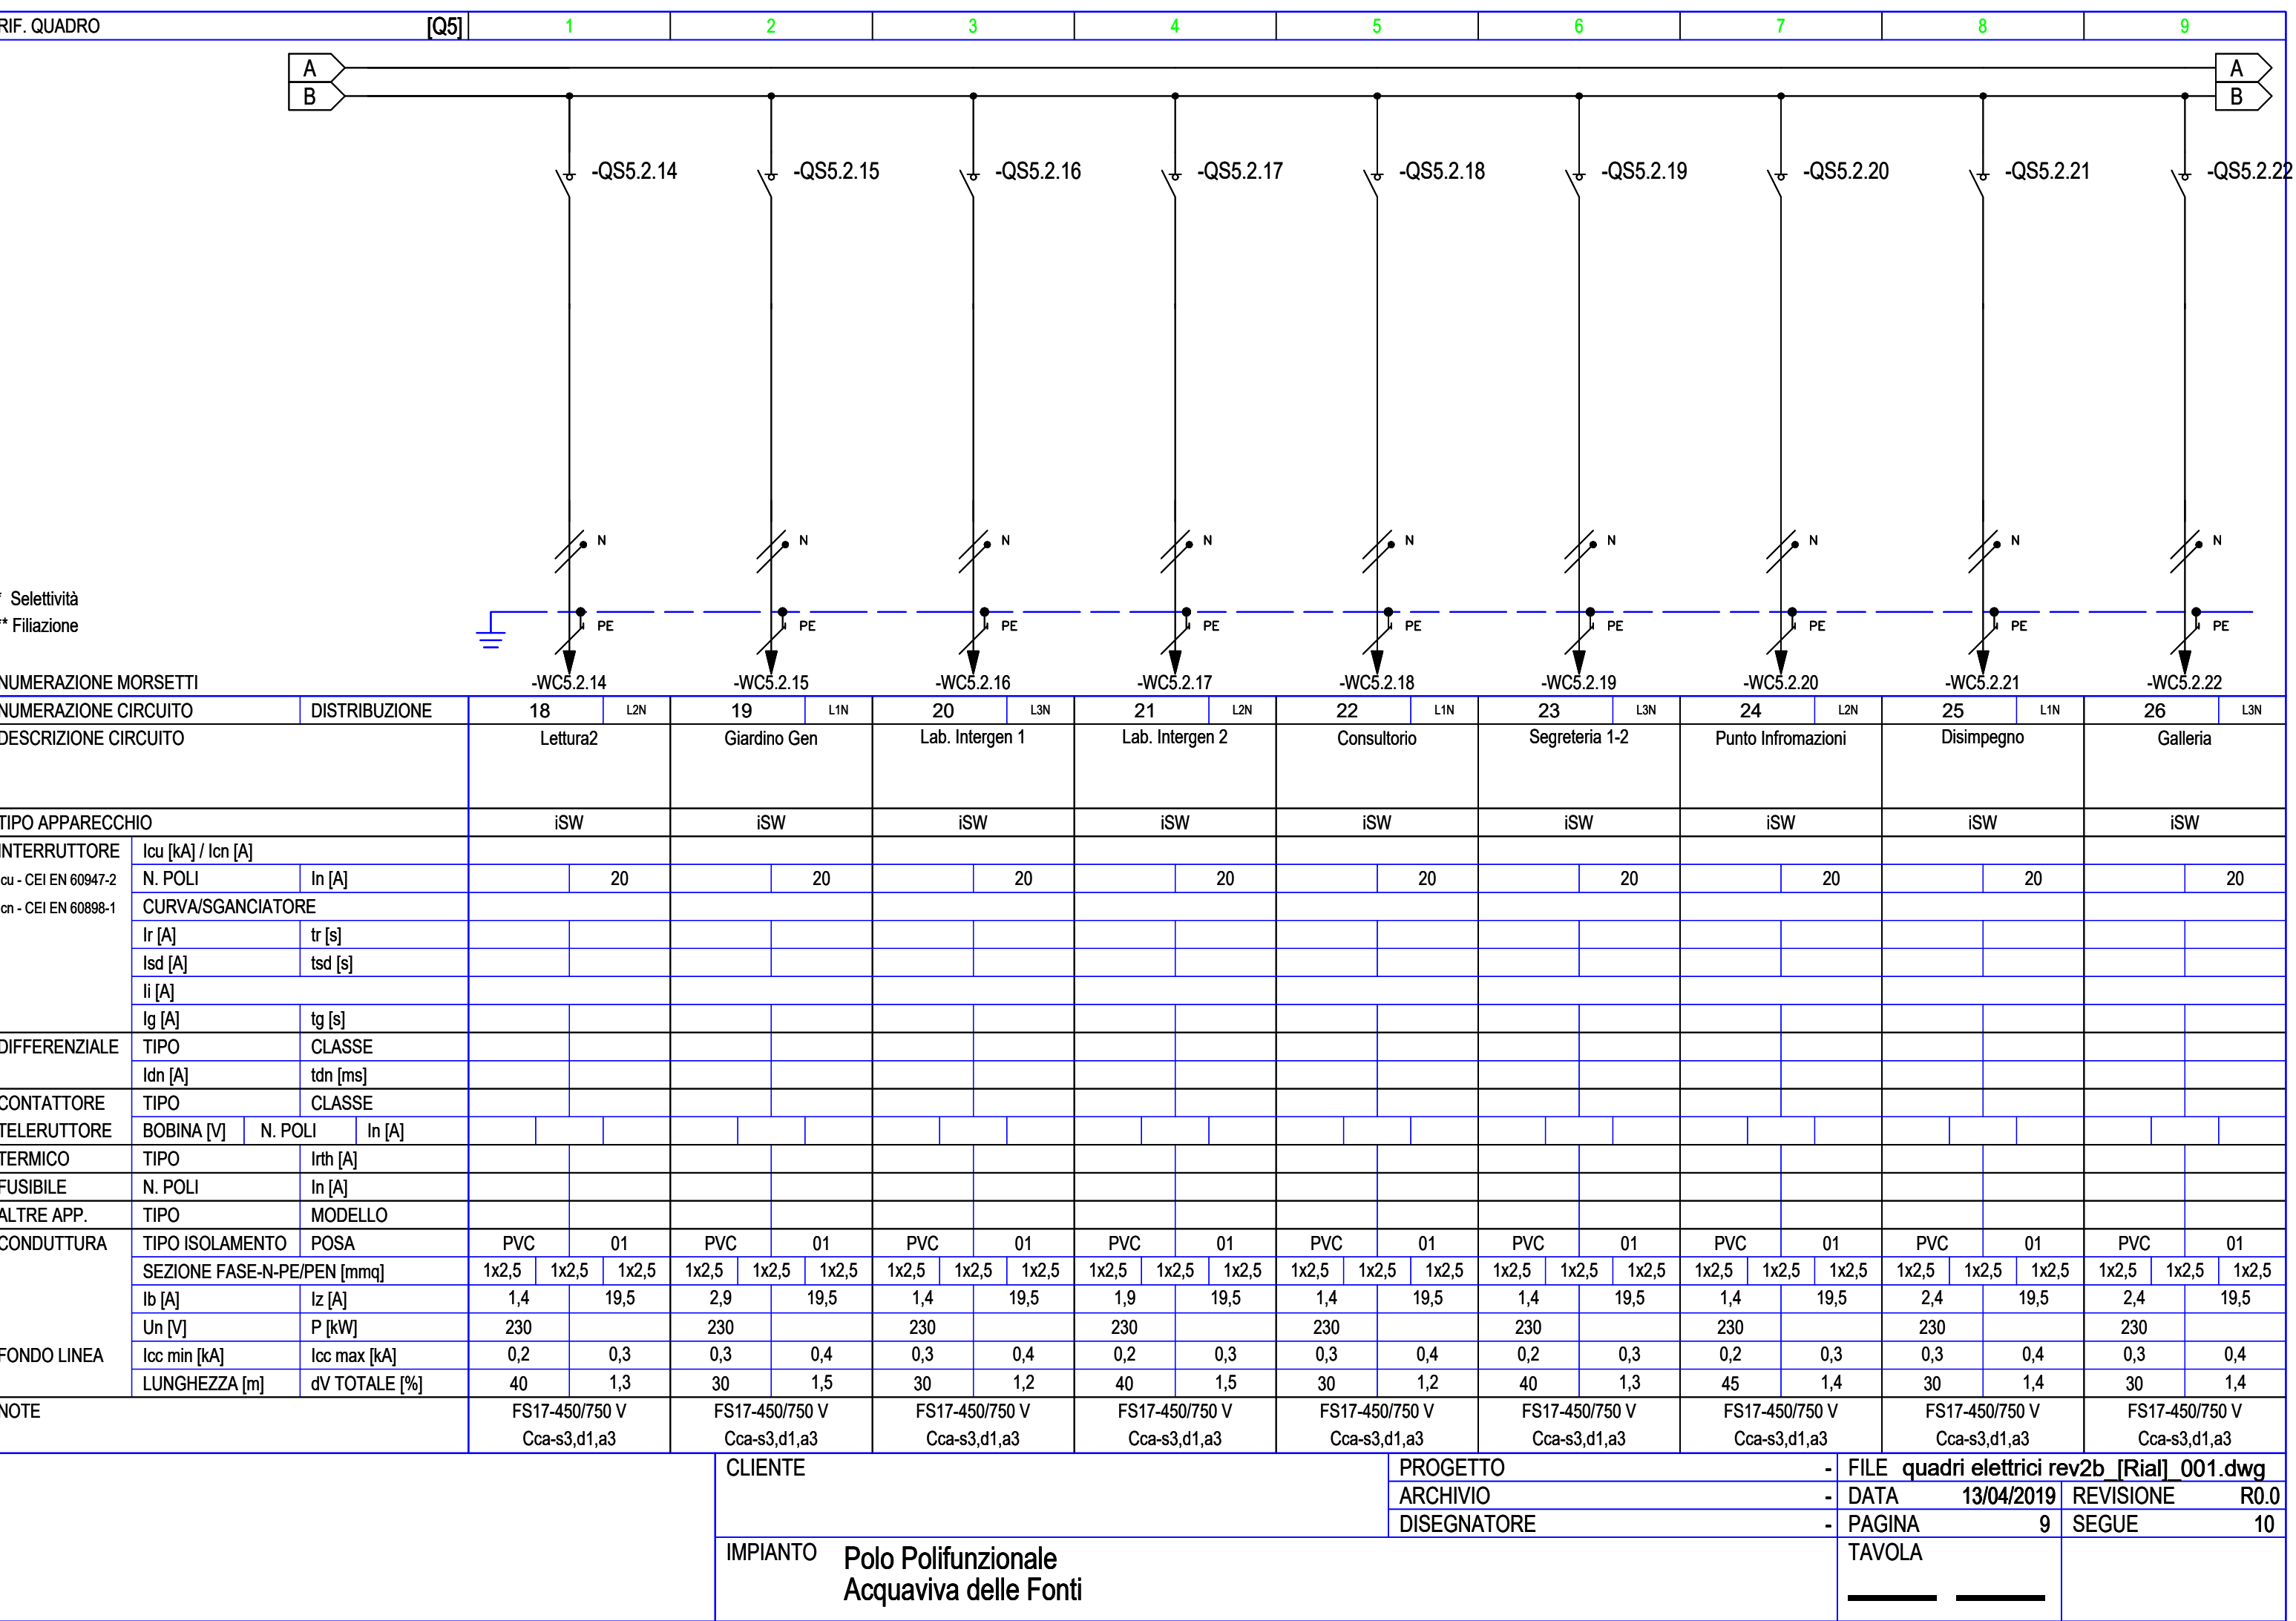 RIF. QUADRO [Q5] 1 2 3 4 5 6 7 8 9
A A
B B
-QS5.2.14 -QS5.2.15 -QS5.2.16 -QS5.2.17 -QS5.2.18 -QS5.2.19 -QS5.2.20 -QS5.2.21 -QS5.2.22
N N N N N N N N N
* Selettività
** Filiazione
PE PE PE PE PE PE PE PE PE
NUMERAZIONE MORSETTI -WC5.2.14 -WC5.2.15 -WC5.2.16 -WC5.2.17 -WC5.2.18 -WC5.2.19 -WC5.2.20 -WC5.2.21 -WC5.2.22
NUMERAZIONE CIRCUITO DISTRIBUZIONE 18 L2N 19 L1N 20 L3N 21 L2N 22 L1N 23 L3N 24 L2N 25 L1N 26 L3N
DESCRIZIONE CIRCUITO Lettura2 Giardino Gen Lab. Intergen 1 Lab. Intergen 2 Consultorio Segreteria 1-2 Punto Infromazioni Disimpegno Galleria
TIPO APPARECCHIO iSW iSW iSW iSW iSW iSW iSW iSW iSW
INTERRUTTORE Icu [kA] / Icn [A]
cu - CEI EN 60947-2 N. POLI In [A] 20 20 20 20 20 20 20 20 20
cn - CEI EN 60898-1 CURVA/SGANCIATORE
Ir [A] tr [s]
Isd [A] tsd [s]
Ii [A]
Ig [A] tg [s]
DIFFERENZIALE TIPO CLASSE
Idn [A] tdn [ms]
CONTATTORE TIPO CLASSE
TELERUTTORE BOBINA [V] N. POLI In [A]
TERMICO TIPO Irth [A]
FUSIBILE N. POLI In [A]
ALTRE APP. TIPO MODELLO
CONDUTTURA TIPO ISOLAMENTO POSA PVC 01 PVC 01 PVC 01 PVC 01 PVC 01 PVC 01 PVC 01 PVC 01 PVC 01
SEZIONE FASE-N-PE/PEN [mmq] 1x2,5 1x2,5 1x2,5 1x2,5 1x2,5 1x2,5 1x2,5 1x2,5 1x2,5 1x2,5 1x2,5 1x2,5 1x2,5 1x2,5 1x2,5 1x2,5 1x2,5 1x2,5 1x2,5 1x2,5 1x2,5 1x2,5 1x2,5 1x2,5 1x2,5 1x2,5 1x2,5
Ib [A] Iz [A] 1,4 19,5 2,9 19,5 1,4 19,5 1,9 19,5 1,4 19,5 1,4 19,5 1,4 19,5 2,4 19,5 2,4 19,5
Un [V] P [kW] 230 230 230 230 230 230 230 230 230
FONDO LINEA Icc min [kA] Icc max [kA] 0,2 0,3 0,3 0,4 0,3 0,4 0,2 0,3 0,3 0,4 0,2 0,3 0,2 0,3 0,3 0,4 0,3 0,4
LUNGHEZZA [m] dV TOTALE [%] 40 1,3 30 1,5 30 1,2 40 1,5 30 1,2 40 1,3 45 1,4 30 1,4 30 1,4
NOTE FS17-450/750 V FS17-450/750 V FS17-450/750 V FS17-450/750 V FS17-450/750 V FS17-450/750 V FS17-450/750 V FS17-450/750 V FS17-450/750 V
Cca-s3,d1,a3 Cca-s3,d1,a3 Cca-s3,d1,a3 Cca-s3,d1,a3 Cca-s3,d1,a3 Cca-s3,d1,a3 Cca-s3,d1,a3 Cca-s3,d1,a3 Cca-s3,d1,a3
CLIENTE PROGETTO - FILE quadri elettrici rev2b_[Rial]_001.dwg
ARCHIVIO - DATA 13/04/2019 REVISIONE R0.0
DISEGNATORE - PAGINA 9 SEGUE 10
IMPIANTO Polo Polifunzionale TAVOLA
Acquaviva delle Fonti